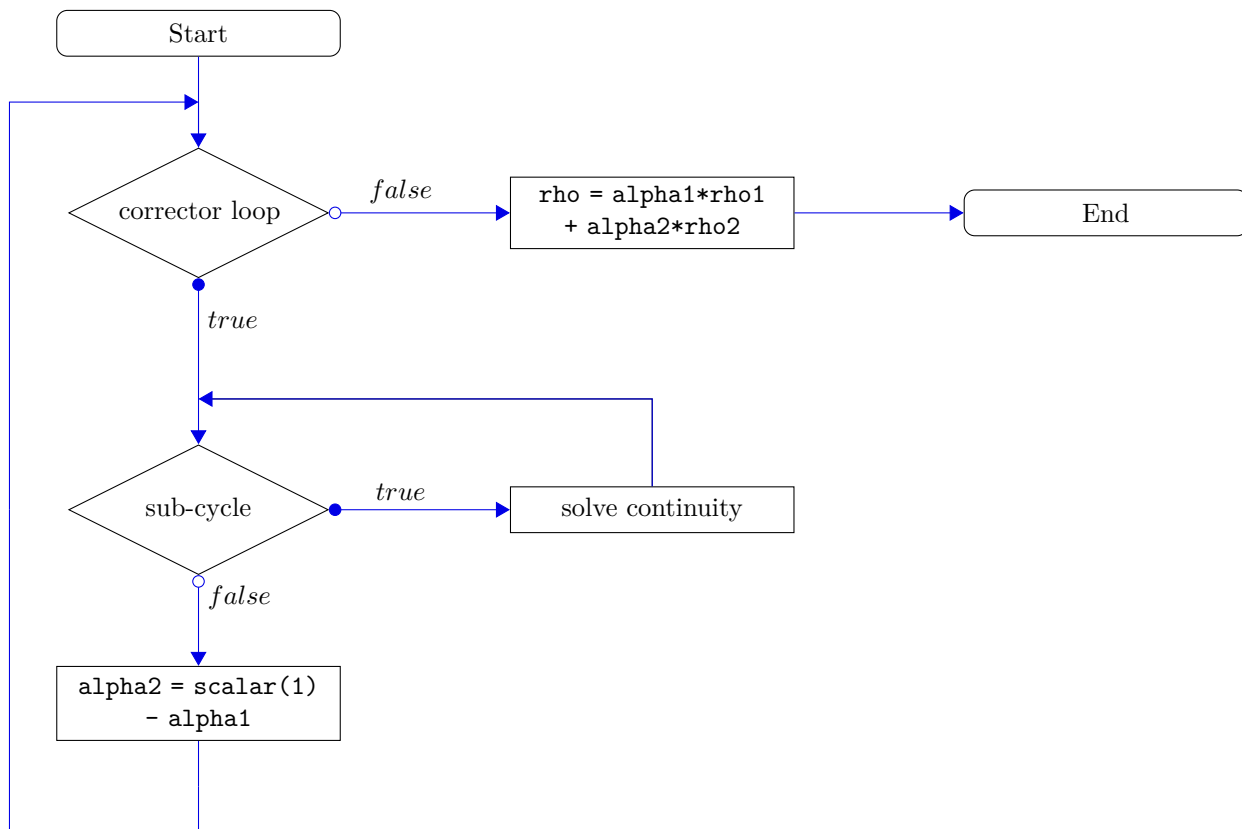 Start
corrector loop
false
rho = alpha1*rho1
+ alpha2*rho2
End
true
sub-cycle
true
solve continuity
false
alpha2 = scalar(1)
- alpha1